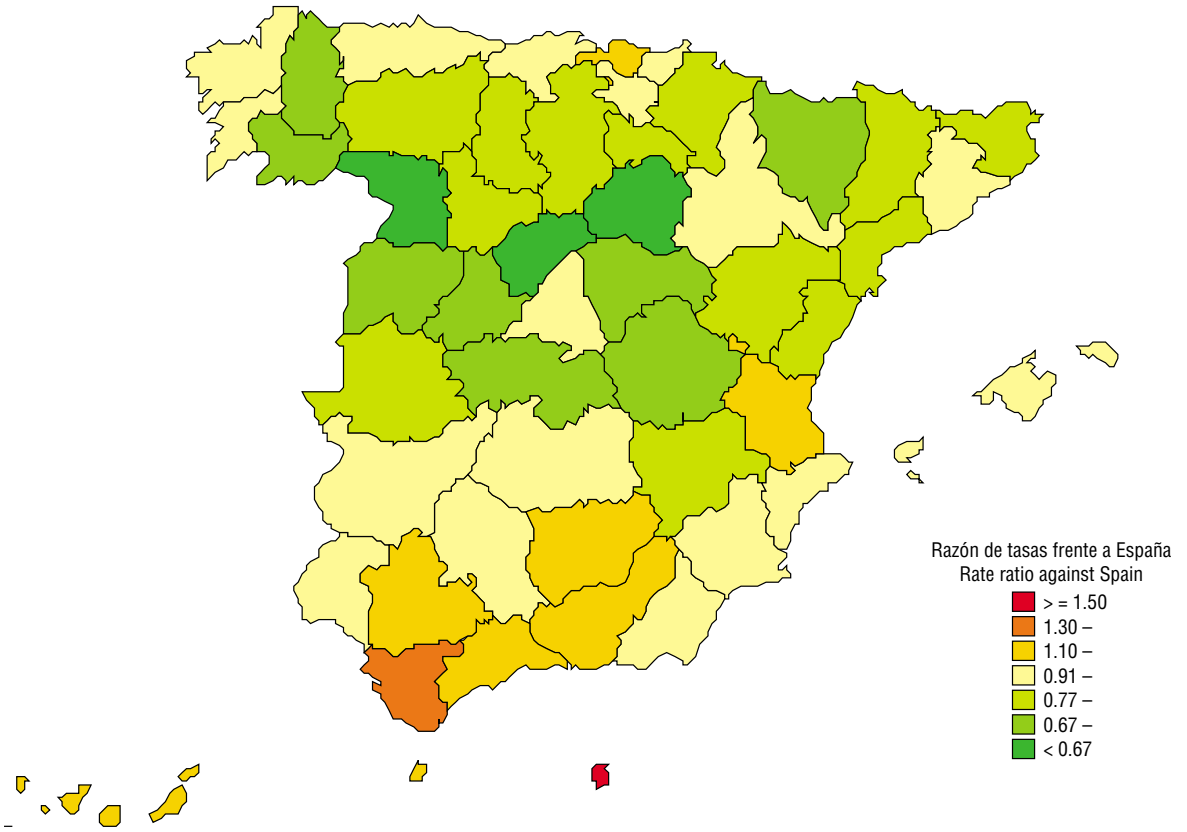 Razón de tasas frente a España
Rate ratio against Spain
> = 1.50
1.30 –
1.10 –
0.91 –
0.77 –
0.67 –
< 0.67